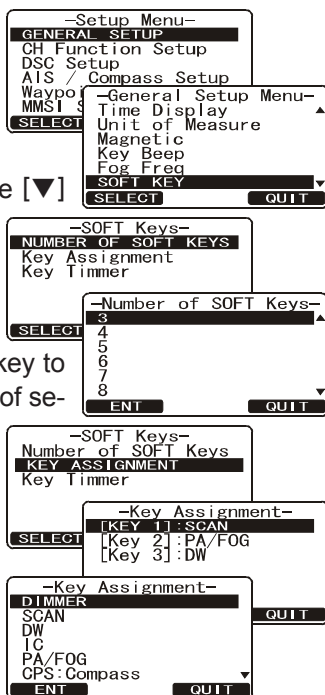 –Setup Menu–
GENERAL SETUP
CH Function Setup
DSC Setup
AIS / Compass Setup
Waypoi
MMSI S
SELECT
–General Setup Menu–
Time Display
Unit of Measure
Magnetic
Key Beep
Fog Freq
SOFT KEY
SELECT QUIT
e [▼]
–SOFT Keys–
NUMBER OF SOFT KEYS
Key Assignment
Key Timmer
SELECT
–Number of SOFT Keys–
3
4
5
6
7
8
ENT QUIT
key to
of se-
–SOFT Keys–
Number of SOFT Keys
KEY ASSIGNMENT
Key Timmer
SELECT
–Key Assignment–
[KEY 1]:SCAN
[Key 2]:PA/FOG
[Key 3]:DW
QUIT
–Key Assignment–
DIMMER
SCAN
DW
IC
PA/FOG
CPS:Compass
ENT QUIT